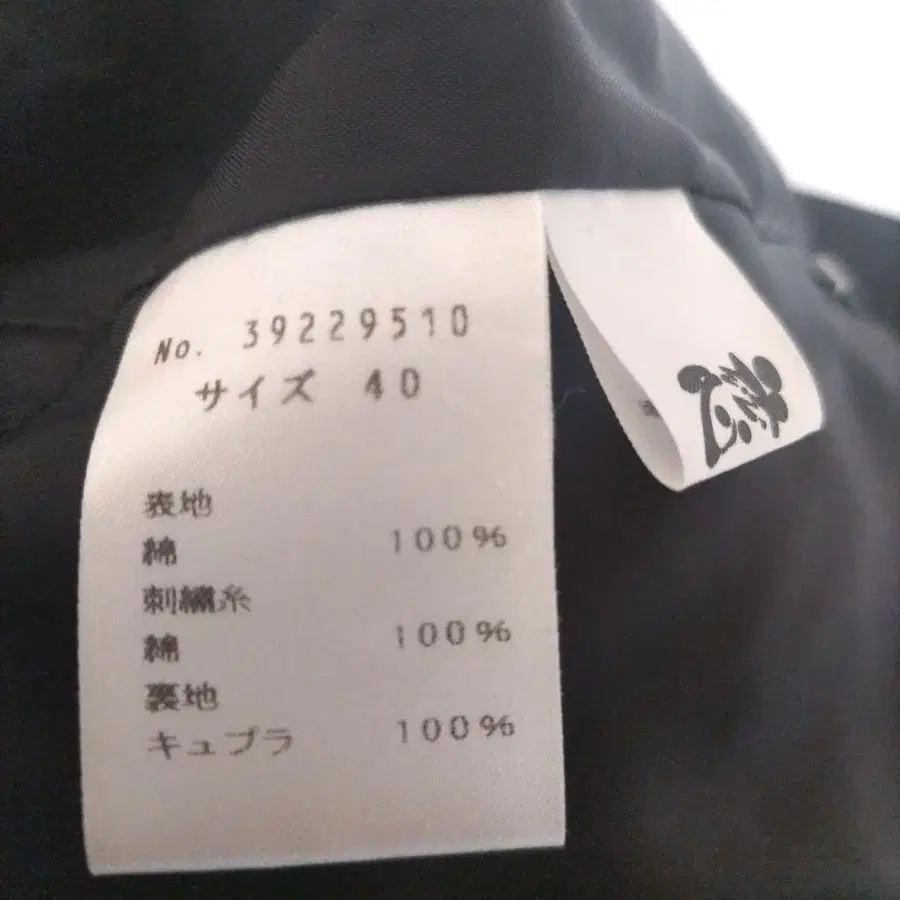 No. 39229510
サイズ 40
表地
綿 100%
刺繍糸
綿 100%
裏地
キュプラ 100%